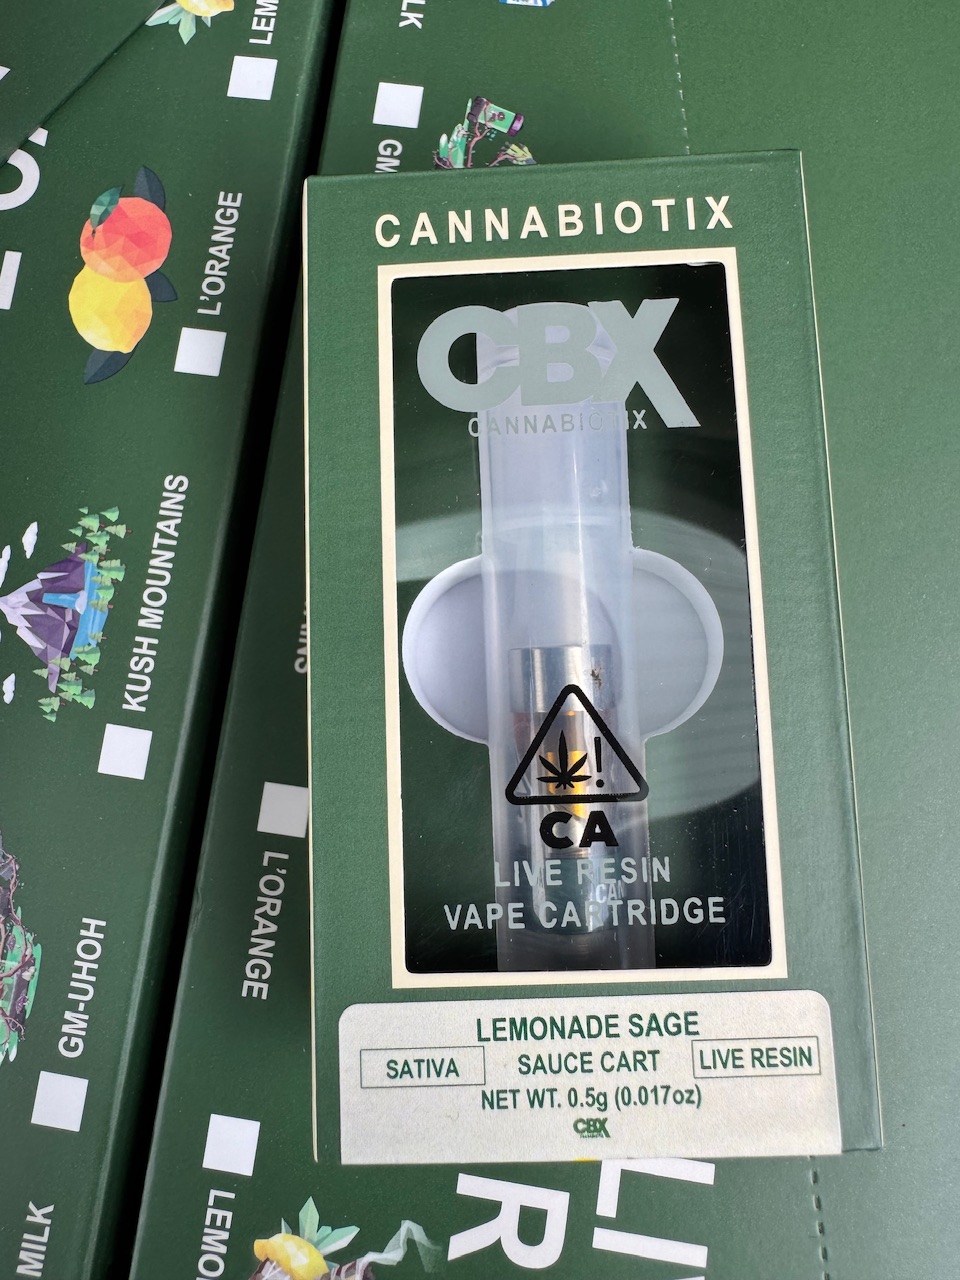 CANNABIOTIX
CBX
CANNABIOTIX
CA
LIVE RESIN
VAPE CARTRIDGE
LEMONADE SAGE
SATIVA
SAUCE CART
LIVE RESIN
NET WT. 0.5g (0.017oz)
CBX
L'ORANGE
KUSH MOUNTAINS
GM-UHOH
MILK
L'ORANGE